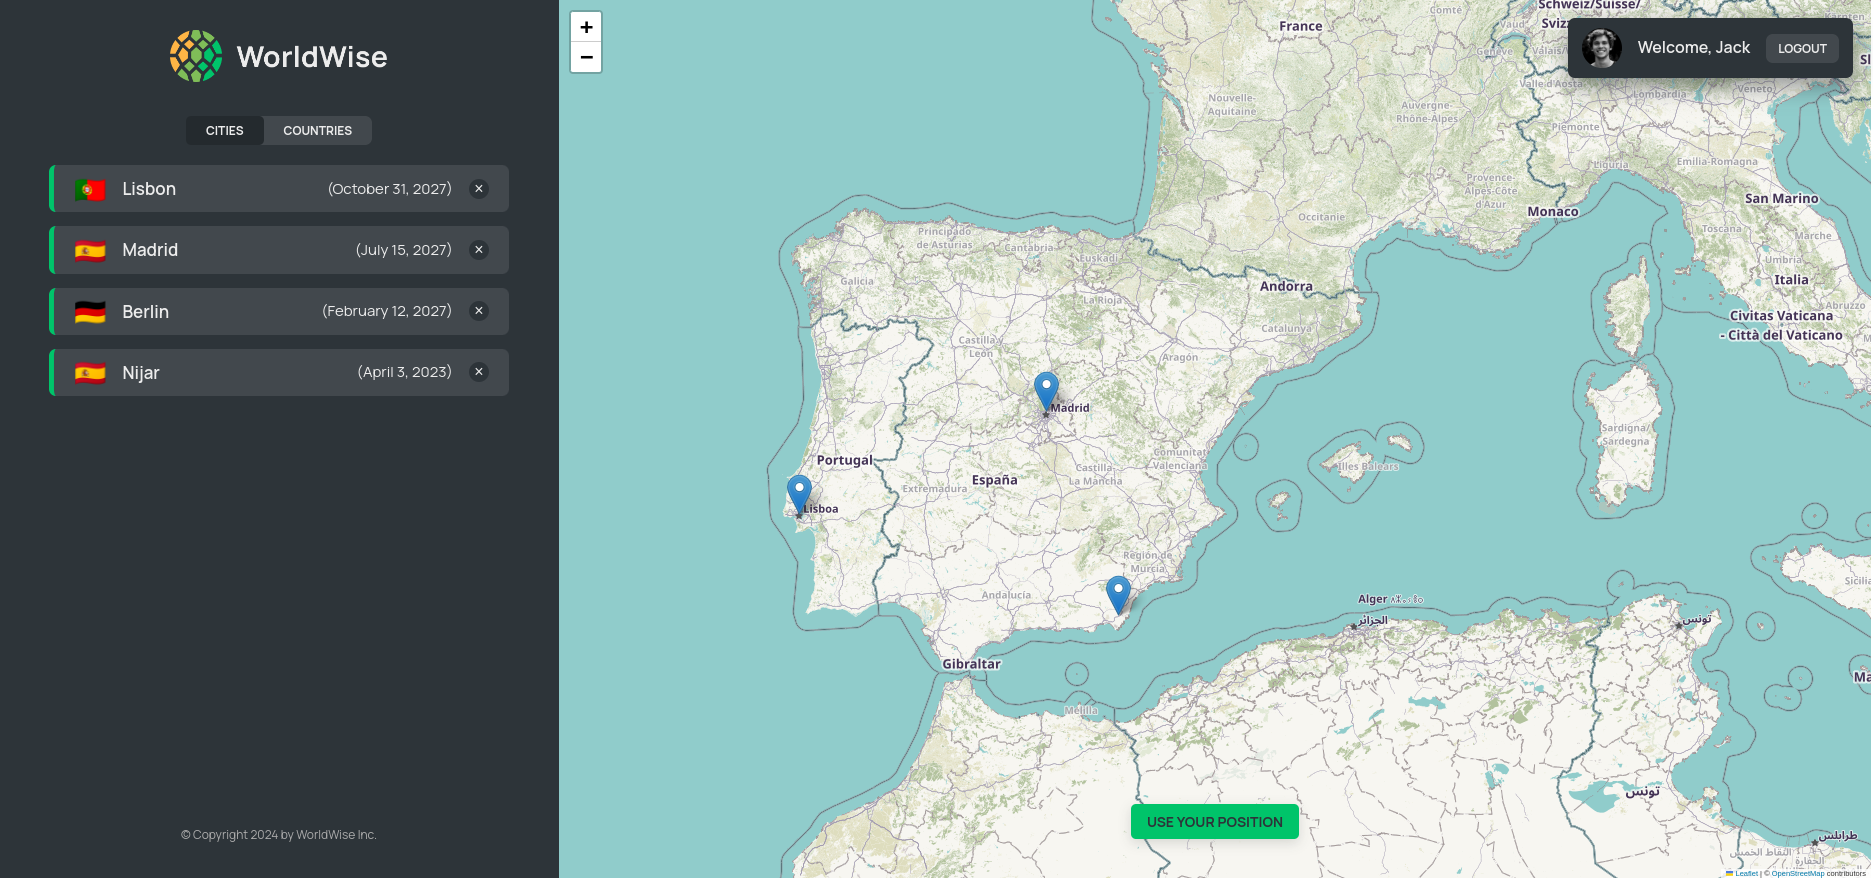 WorldWise
CITIES
COUNTRIES
Lisbon (October 31, 2027) ×
Madrid (July 15, 2027) ×
Berlin (February 12, 2027) ×
Nijar (April 3, 2023) ×
© Copyright 2024 by WorldWise Inc.
+
−
Welcome, Jack
LOGOUT
Schweiz/Suisse/
France
Comté
Genève
Vaud
Valle d'Aosta
Lombardia
Veneto
Nouvelle-
Aquitaine
Auvergne-
Rhône-Alpes
Piemonte
Emilia-Romagna
Liguria
Provence-
Alpes-Côte
d'Azur
San Marino
Monaco
Occitanie
Toscana
Marche
Principado
de Asturias
Cantabria
Euskadi
Umbria
Galicia
Andorra
Italia
La Rioja
Abruzzo
Civitas Vaticana
- Città del Vaticano
Catalunya
Castilla y
León
Aragón
Madrid
Sardigna/
Sardegna
Portugal
Comunitat
Valenciana
Illes Balears
Castilla-
La Mancha
España
Extremadura
Lisboa
Región de
Murcia
Sicilia
Andalucía
Alger
الجزائر
تونس
Gibraltar
Melilla
تونس
USE YOUR POSITION
طرابلس
النقاط الخمس
الجفارة
Leaflet | © OpenStreetMap contributors